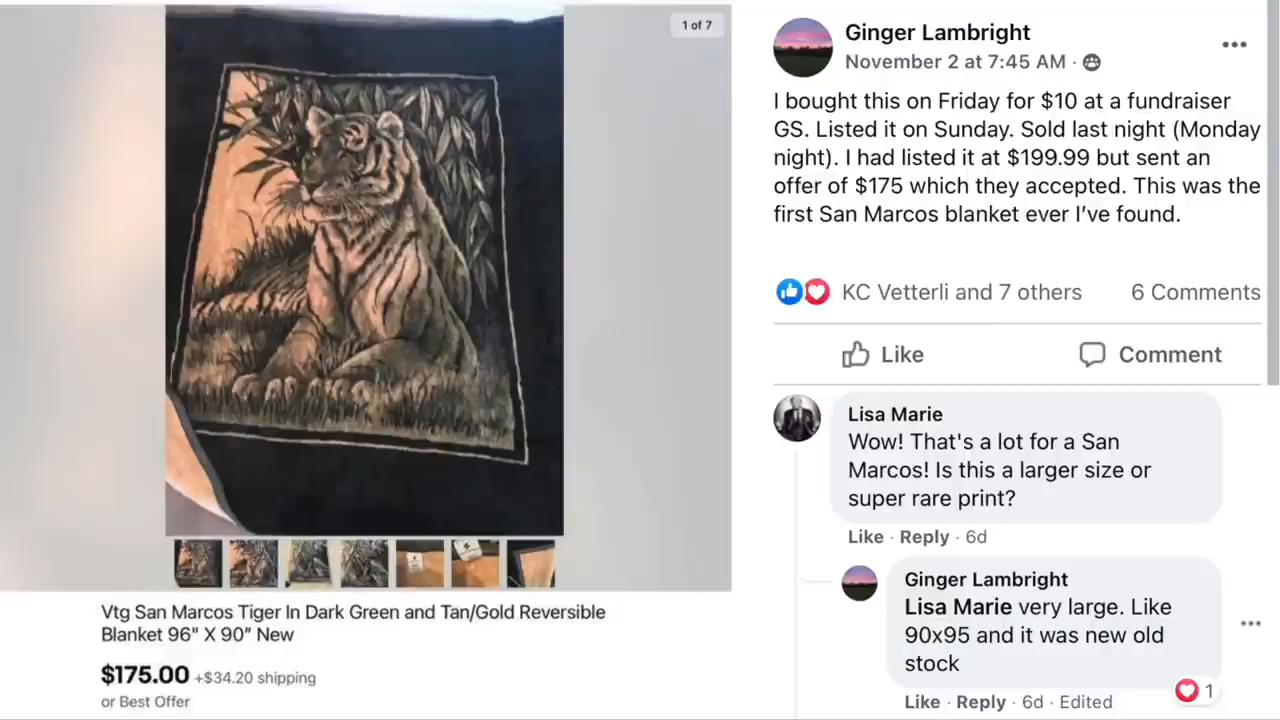 1 of 7
Vtg San Marcos Tiger In Dark Green and Tan/Gold Reversible
Blanket 96" X 90" New
$175.00 +$34.20 shipping
or Best Offer
Ginger Lambright
November 2 at 7:45 AM ·
I bought this on Friday for $10 at a fundraiser
GS. Listed it on Sunday. Sold last night (Monday
night). I had listed it at $199.99 but sent an
offer of $175 which they accepted. This was the
first San Marcos blanket ever I've found.
KC Vetterli and 7 others 6 Comments
Like Comment
Lisa Marie
Wow! That's a lot for a San
Marcos! Is this a larger size or
super rare print?
Like · Reply · 6d
Ginger Lambright
Lisa Marie very large. Like
90x95 and it was new old
stock
1
Like · Reply · 6d · Edited